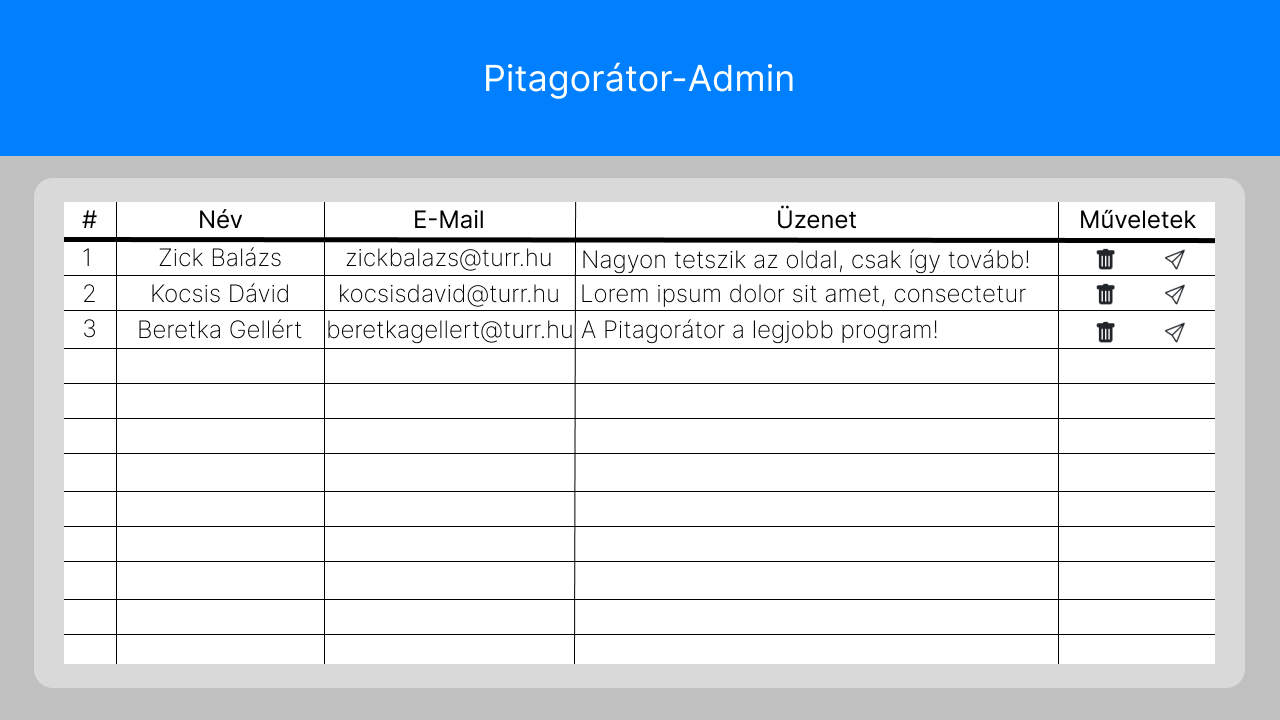 Pitagorátor-Admin
# Név E-Mail Üzenet Műveletek
1 Zick Balázs zickbalazs@turr.hu Nagyon tetszik az oldal, csak így tovább!
2 Kocsis Dávid kocsisdavid@turr.hu Lorem ipsum dolor sit amet, consectetur
3 Beretka Gellért beretkagellert@turr.hu A Pitagorátor a legjobb program!